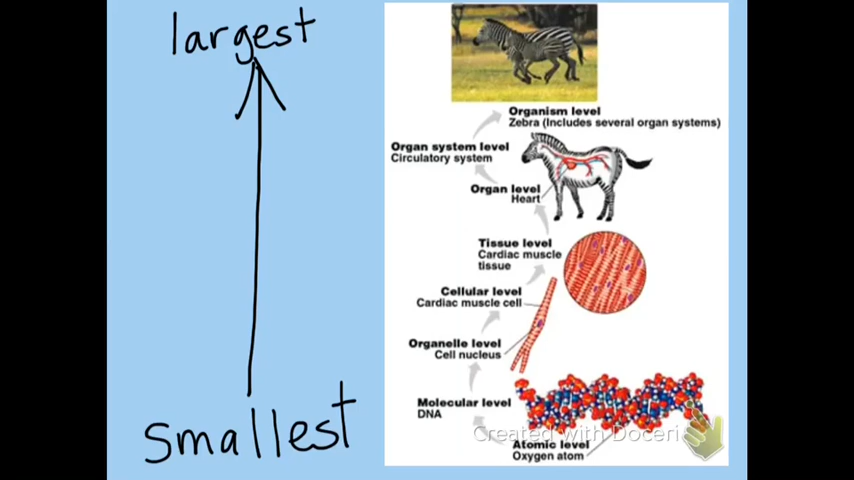 largest
Organism level
Zebra (Includes several organ systems)
Organ system level
Circulatory system
Organ level
Heart
Tissue level
Cardiac muscle
tissue
Cellular level
Cardiac muscle cell
Organelle level
Cell nucleus
Molecular level
DNA
Created with Doceri
Atomic level
Oxygen atom
smallest